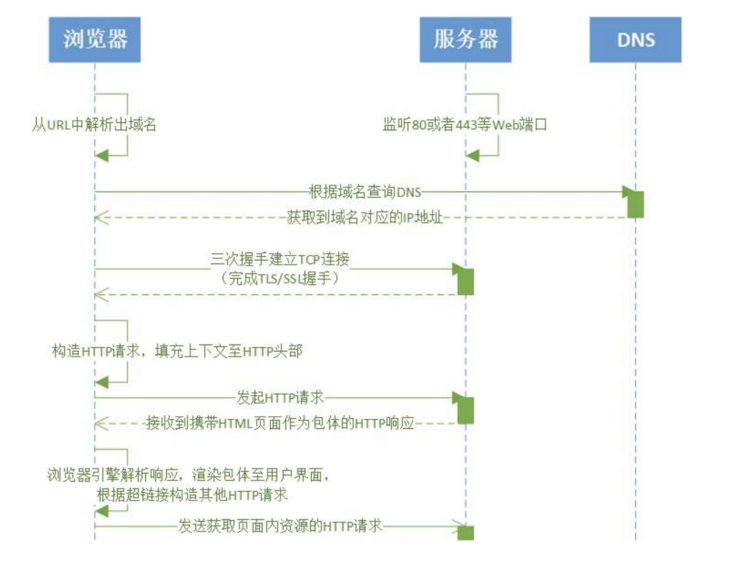 浏览器
服务器
DNS
从URL中解析出域名
监听80或者443等Web端口
根据域名查询DNS
获取到域名对应的IP地址
三次握手建立TCP连接
（完成TLS/SSL握手）
构造HTTP请求，填充上下文至HTTP头部
发起HTTP请求
接收到携带HTML页面作为包体的HTTP响应
浏览器引擎解析响应，渲染包体至用户界面，
根据超链接构造其他HTTP请求
发送获取页面内资源的HTTP请求